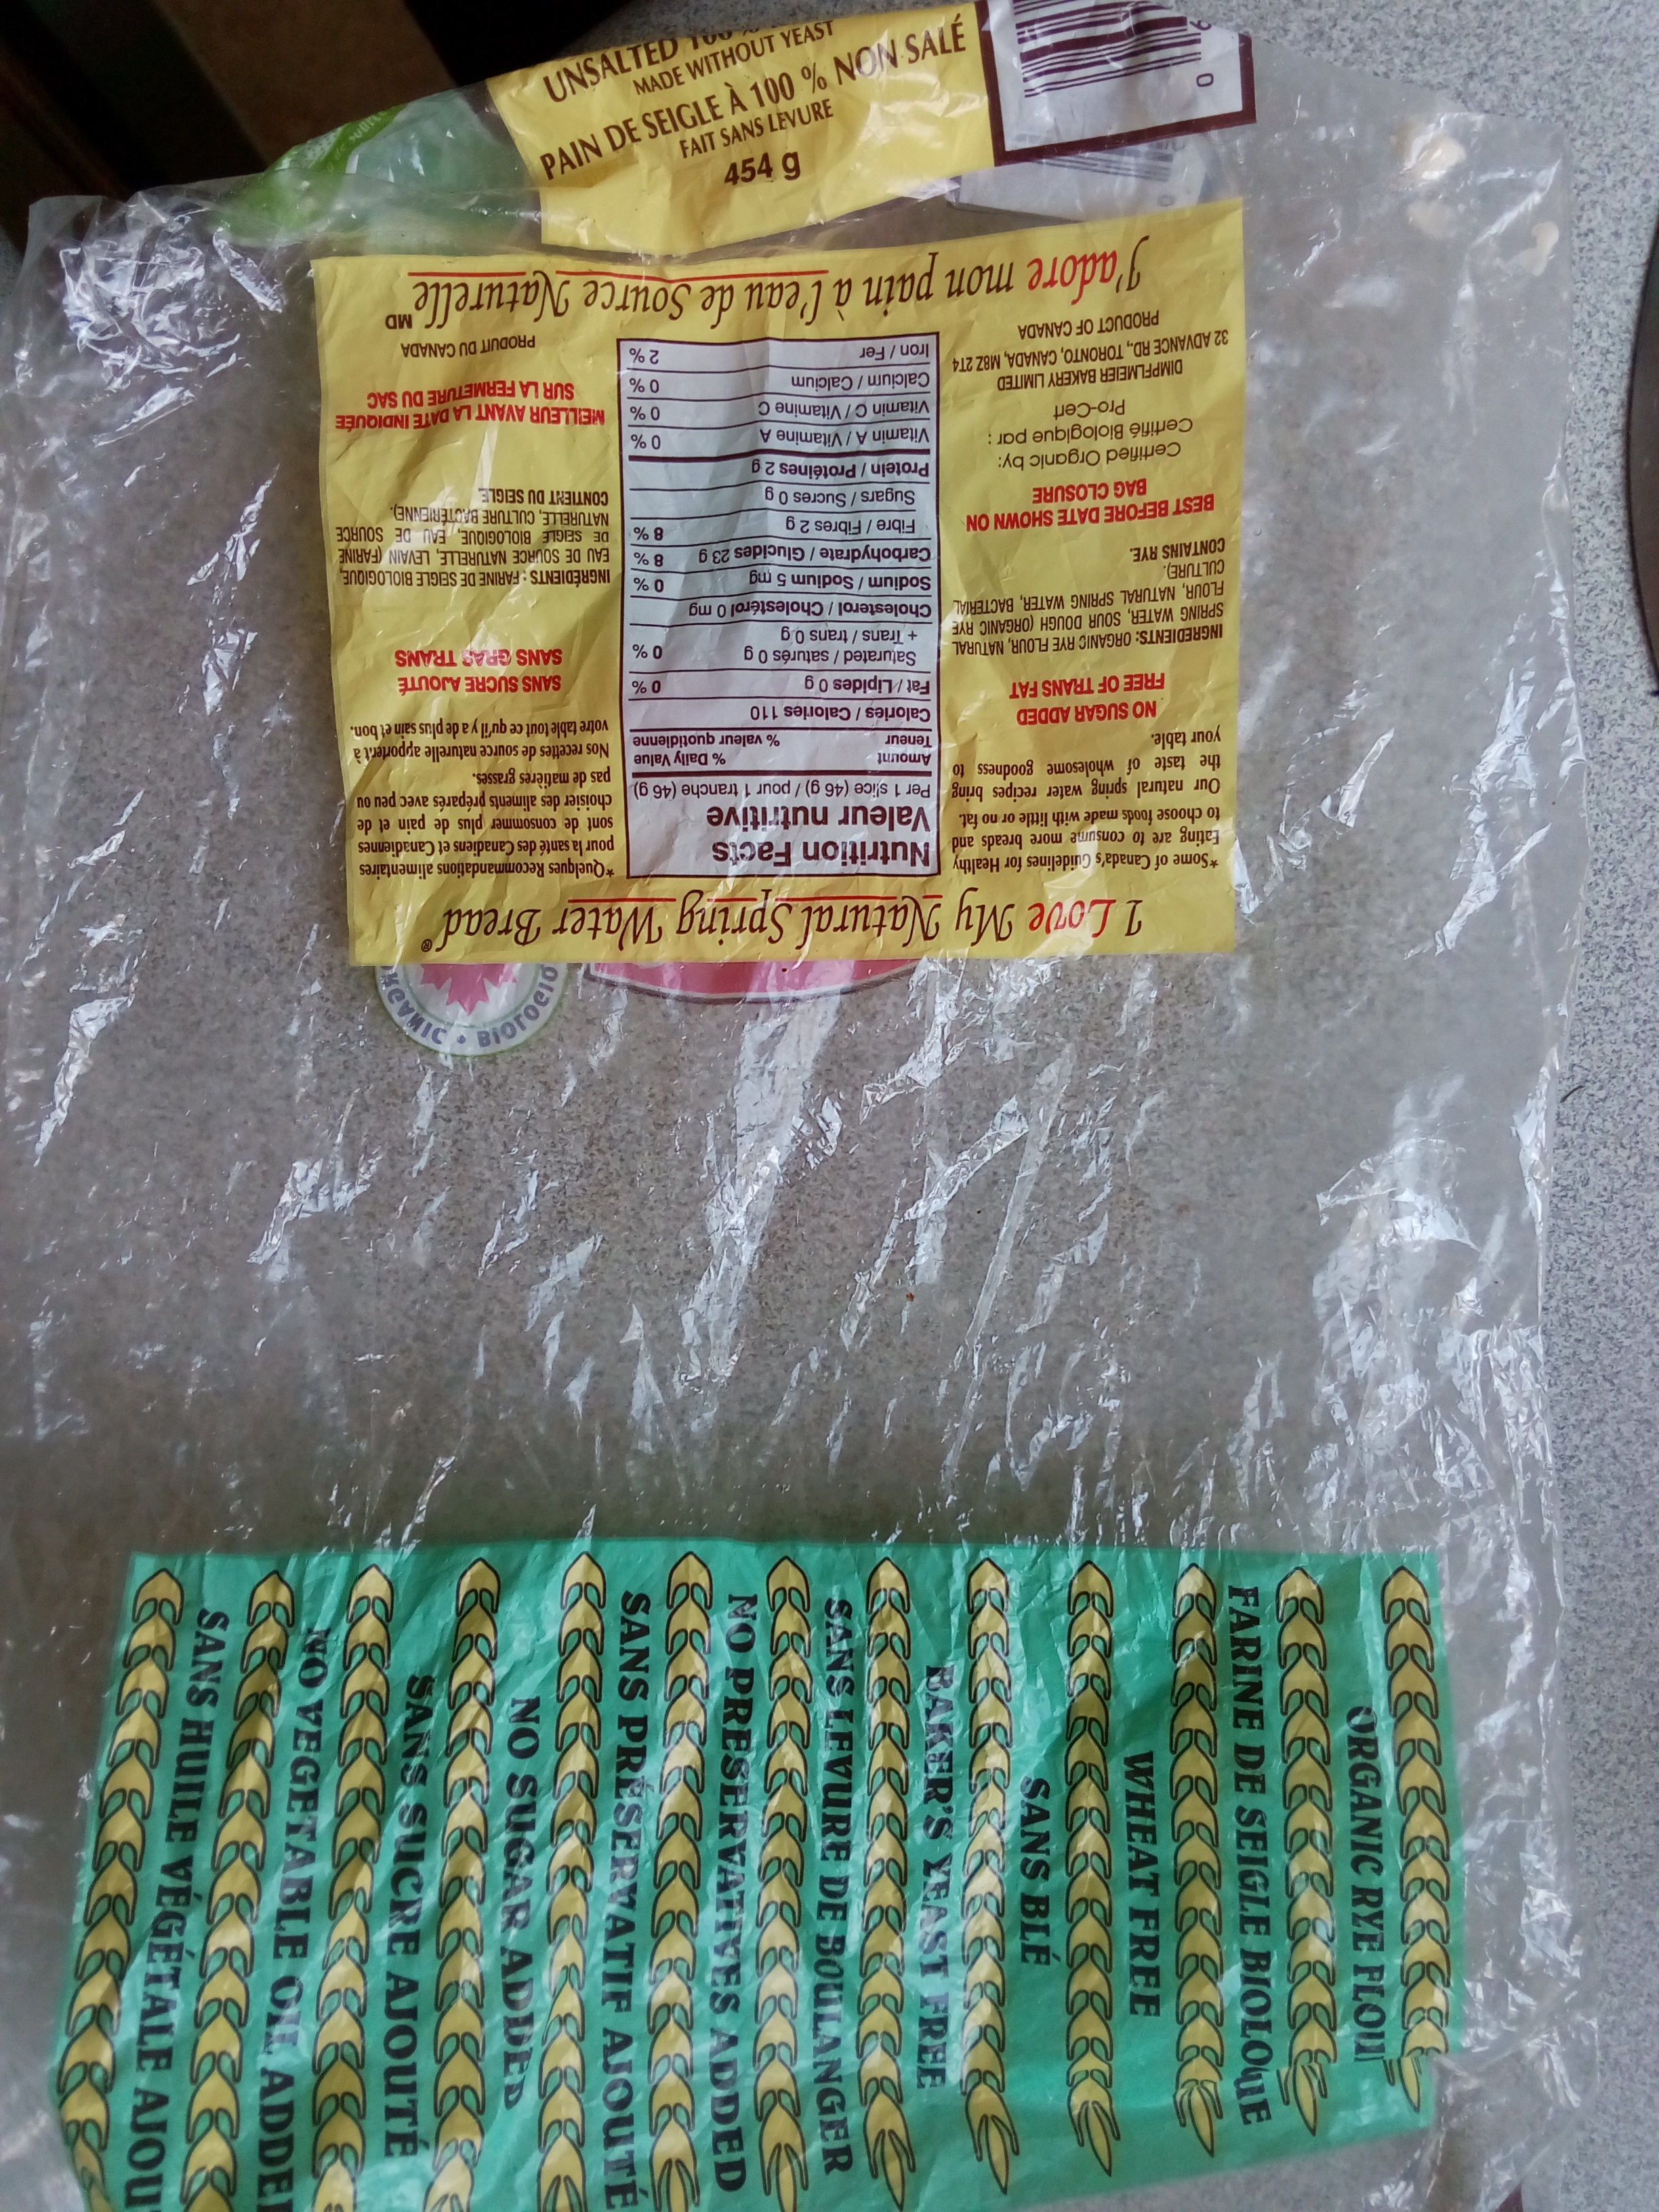 ORGANIC RYE
FARINE DE SEIGLE BIOLOQUE
WHEAT FREE
SANS BLÉ
BAKER'S YEAST FREE
SANS LEVURE DE BOULANGER
NO PRESERVATIVES ADDED
SANS PRÉSERVATIF AJOUTÉ
NO SUGAR ADDED
SANS SUCRE AJOUTÉ
NO VEGETABLE OIL ADDED
SANS HUILE VÉGÉTALE
I Love My Natural Spring Water Bread®
*Some of Canada's Guidelines for Healthy
Eating are to consume more breads and
to choose foods made with little or no fat.
Our natural spring water recipes bring
the taste of wholesome goodness to
your table.
NO SUGAR ADDED
FREE OF TRANS FAT
INGREDIENTS: ORGANIC RYE FLOUR, NATURAL
SPRING WATER, SOUR DOUGH (ORGANIC RYE
FLOUR, NATURAL SPRING WATER, BACTERIAL
CULTURE).
CONTAINS RYE.
BEST BEFORE DATE SHOWN ON
BAG CLOSURE
Certified Organic by:
Certifié Biologique par :
Pro-Cert
DIMPFLMEIER BAKERY LIMITED
32 ADVANCE RD., TORONTO, CANADA, M8Z 2T4
PRODUCT OF CANADA
Nutrition Facts
Valeur nutritive
Per 1 slice (46 g) / pour 1 tranche (46 g)
Amount % Daily Value
Teneur % valeur quotidienne
Calories / Calories 110
Fat / Lipides 0 g 0 %
Saturated / saturés 0 g 0 %
+ Trans / trans 0 g
Cholesterol / Cholestérol 0 mg
Sodium / Sodium 5 mg 0 %
Carbohydrate / Glucides 23 g 8 %
Fibre / Fibres 2 g 8 %
Sugars / Sucres 0 g
Protein / Protéines 2 g
Vitamin A / Vitamine A 0 %
Vitamin C / Vitamine C 0 %
Calcium / Calcium 0 %
Iron / Fer 2 %
*Quelques Recommandations alimentaires
pour la santé des Canadiens et Canadiennes
sont de consommer plus de pain et de
choisier des aliments préparés avec peu ou
pas de matières grasses.
Nos recettes de source naturelle apportent à
votre table tout ce qu'il y a de plus sain et bon.
SANS SUCRE AJOUTÉ
SANS GRAS TRANS
INGRÉDIENTS : FARINE DE SEIGLE BIOLOGIQUE,
EAU DE SOURCE NATURELLE, LEVAIN (FARINE
DE SEIGLE BIOLOGIQUE, EAU DE SOURCE
NATURELLE, CULTURE BACTÉRIENNE).
CONTIENT DU SEIGLE.
MEILLEUR AVANT LA DATE INDIQUÉE
SUR LA FERMETURE DU SAC
PRODUIT DU CANADA
J'adore mon pain à l'eau de Source Naturelle MD
UNSALTED 100 %
MADE WITHOUT YEAST
PAIN DE SEIGLE À 100 % NON SALÉ
FAIT SANS LEVURE
454 g
0